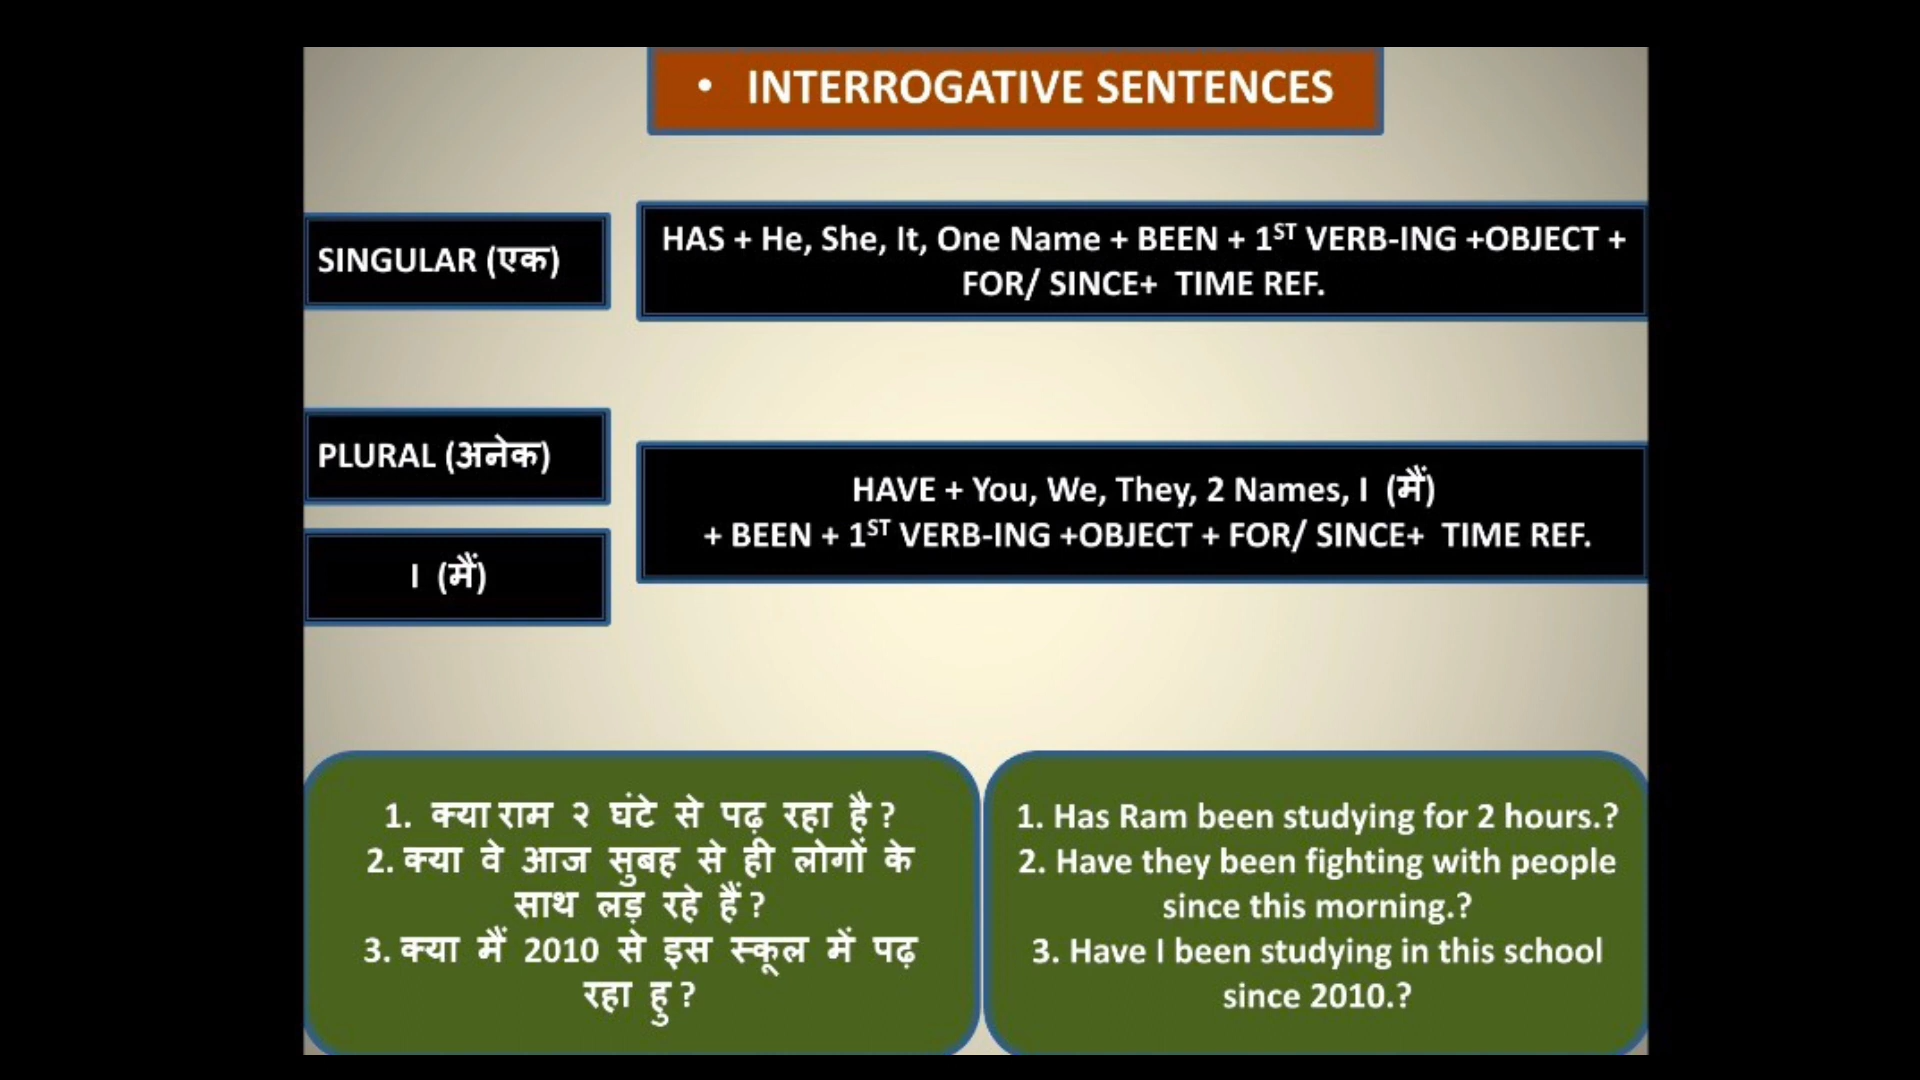 • INTERROGATIVE SENTENCES
SINGULAR (एक)
HAS + He, She, It, One Name + BEEN + 1ST VERB-ING +OBJECT +
FOR/ SINCE+ TIME REF.
PLURAL (अनेक)
I (मैं)
HAVE + You, We, They, 2 Names, I (मैं)
+ BEEN + 1ST VERB-ING +OBJECT + FOR/ SINCE+ TIME REF.
1. क्या राम २ घंटे से पढ़ रहा है ?
2. क्या वे आज सुबह से ही लोगों के
साथ लड़ रहे हैं ?
3. क्या मैं 2010 से इस स्कूल में पढ़
रहा हु ?
1. Has Ram been studying for 2 hours.?
2. Have they been fighting with people
since this morning.?
3. Have I been studying in this school
since 2010.?